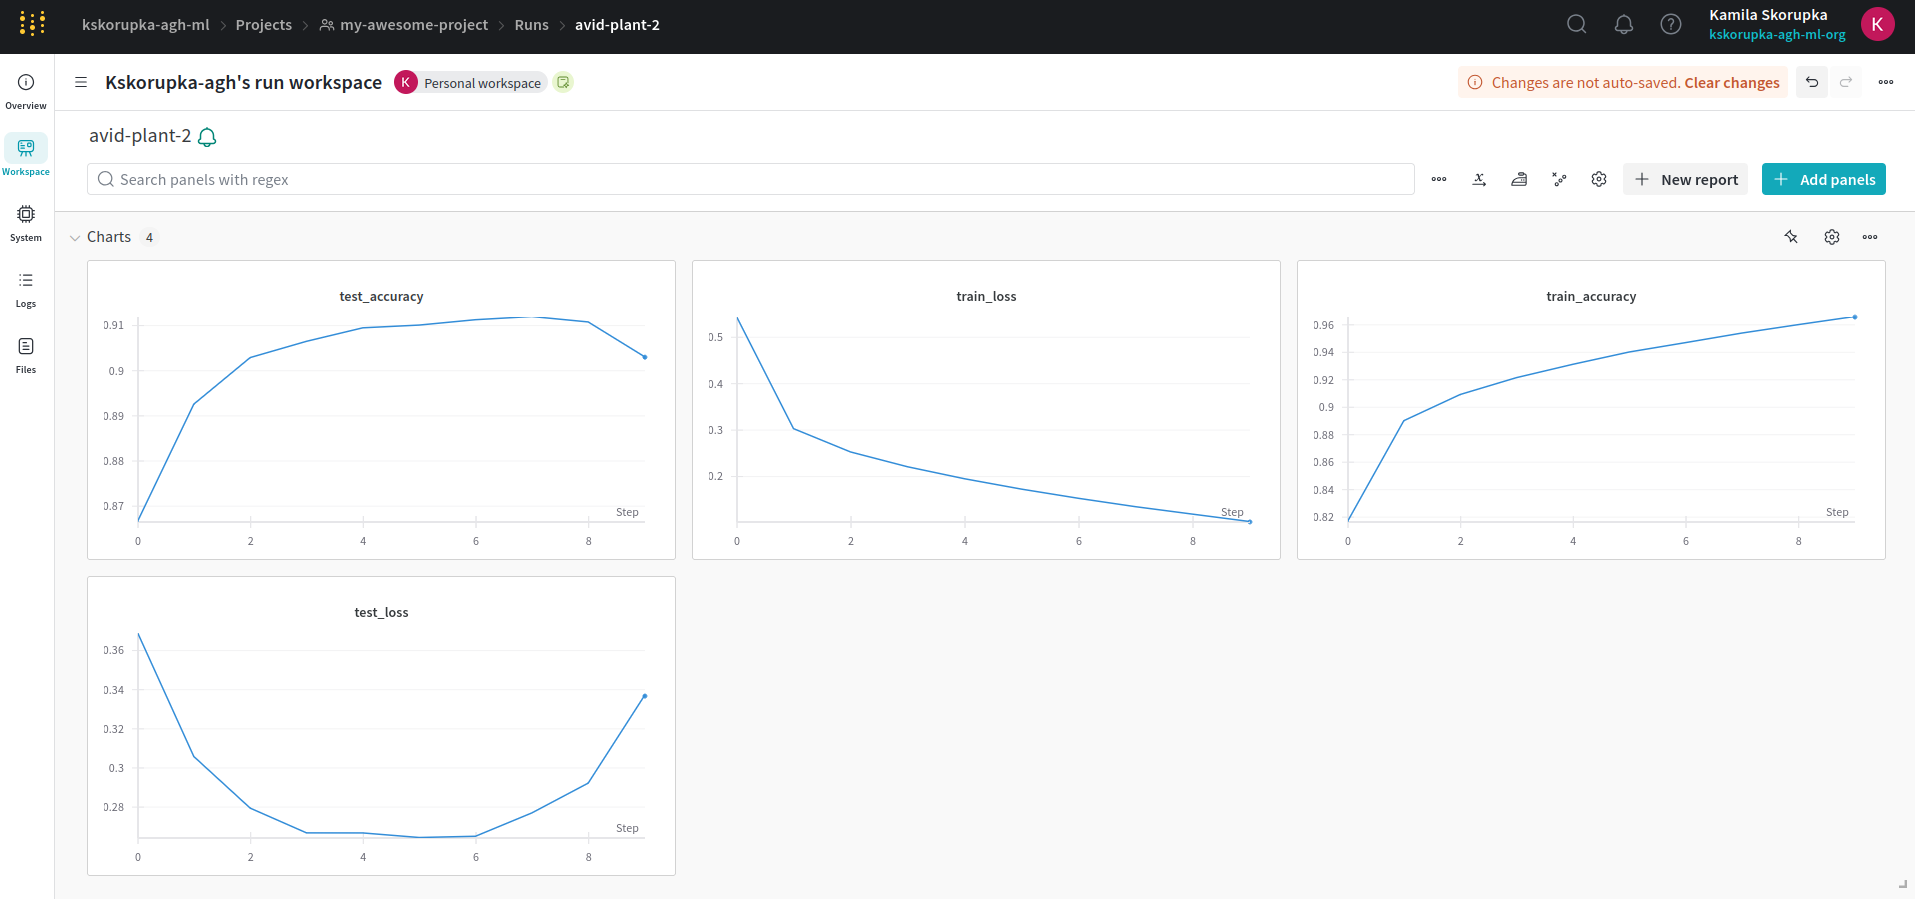 kskorupka-agh-ml > Projects > my-awesome-project > Runs > avid-plant-2
Kamila Skorupka
kskorupka-agh-ml-org
K
Kskorupka-agh's run workspace K Personal workspace
Changes are not auto-saved. Clear changes
Overview
Workspace
System
Logs
Files
avid-plant-2
Search panels with regex
New report
Add panels
Charts 4
test_accuracy
0.91
0.9
0.89
0.88
0.87
Step
0 2 4 6 8
train_loss
0.5
0.4
0.3
0.2
Step
0 2 4 6 8
train_accuracy
0.96
0.94
0.92
0.9
0.88
0.86
0.84
0.82
Step
0 2 4 6 8
test_loss
0.36
0.34
0.32
0.3
0.28
Step
0 2 4 6 8